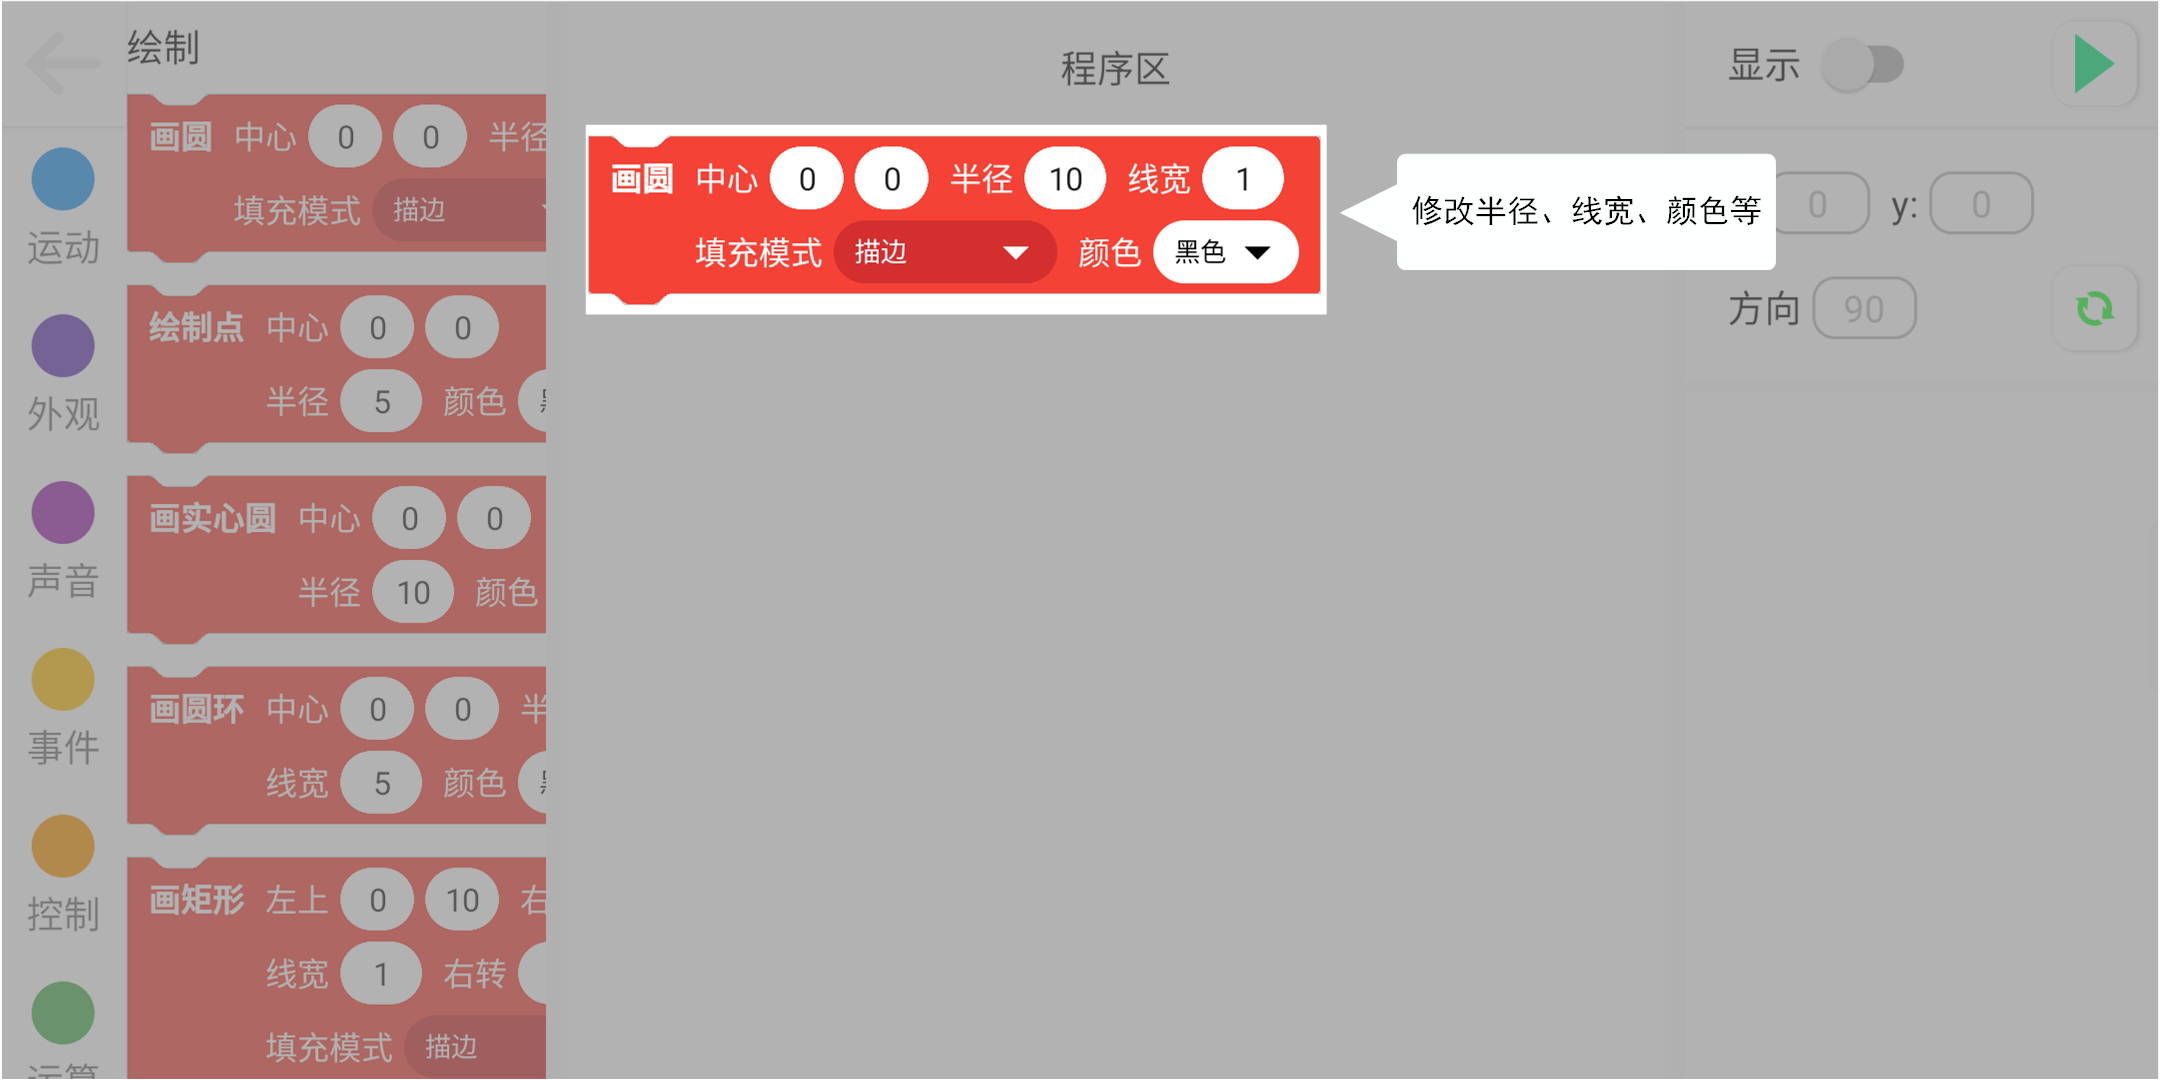 绘制
程序区
显示
运动
外观
声音
事件
控制
运算
画圆 中心 0 0 半径
填充模式 描边
绘制点 中心 0 0
半径 5 颜色
画实心圆 中心 0 0
半径 10 颜色
画圆环 中心 0 0 半
线宽 5 颜色
画矩形 左上 0 10 右
线宽 1 右转
填充模式 描边
画圆 中心 0 0 半径 10 线宽 1
填充模式 描边 颜色 黑色
修改半径、线宽、颜色等
0 y: 0
方向 90